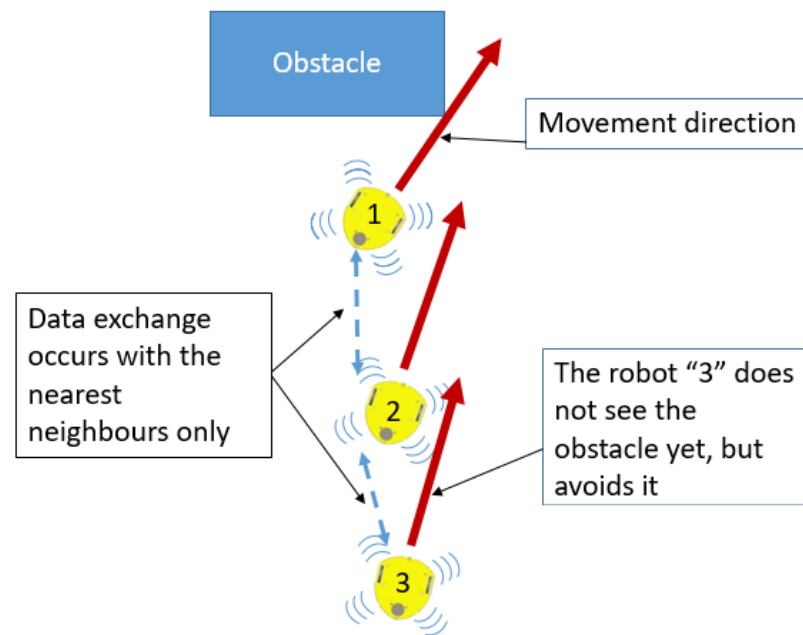 Obstacle
Movement direction
1
Data exchange
occurs with the
nearest
neighbours only
2
The robot “3” does
not see the
obstacle yet, but
avoids it
3